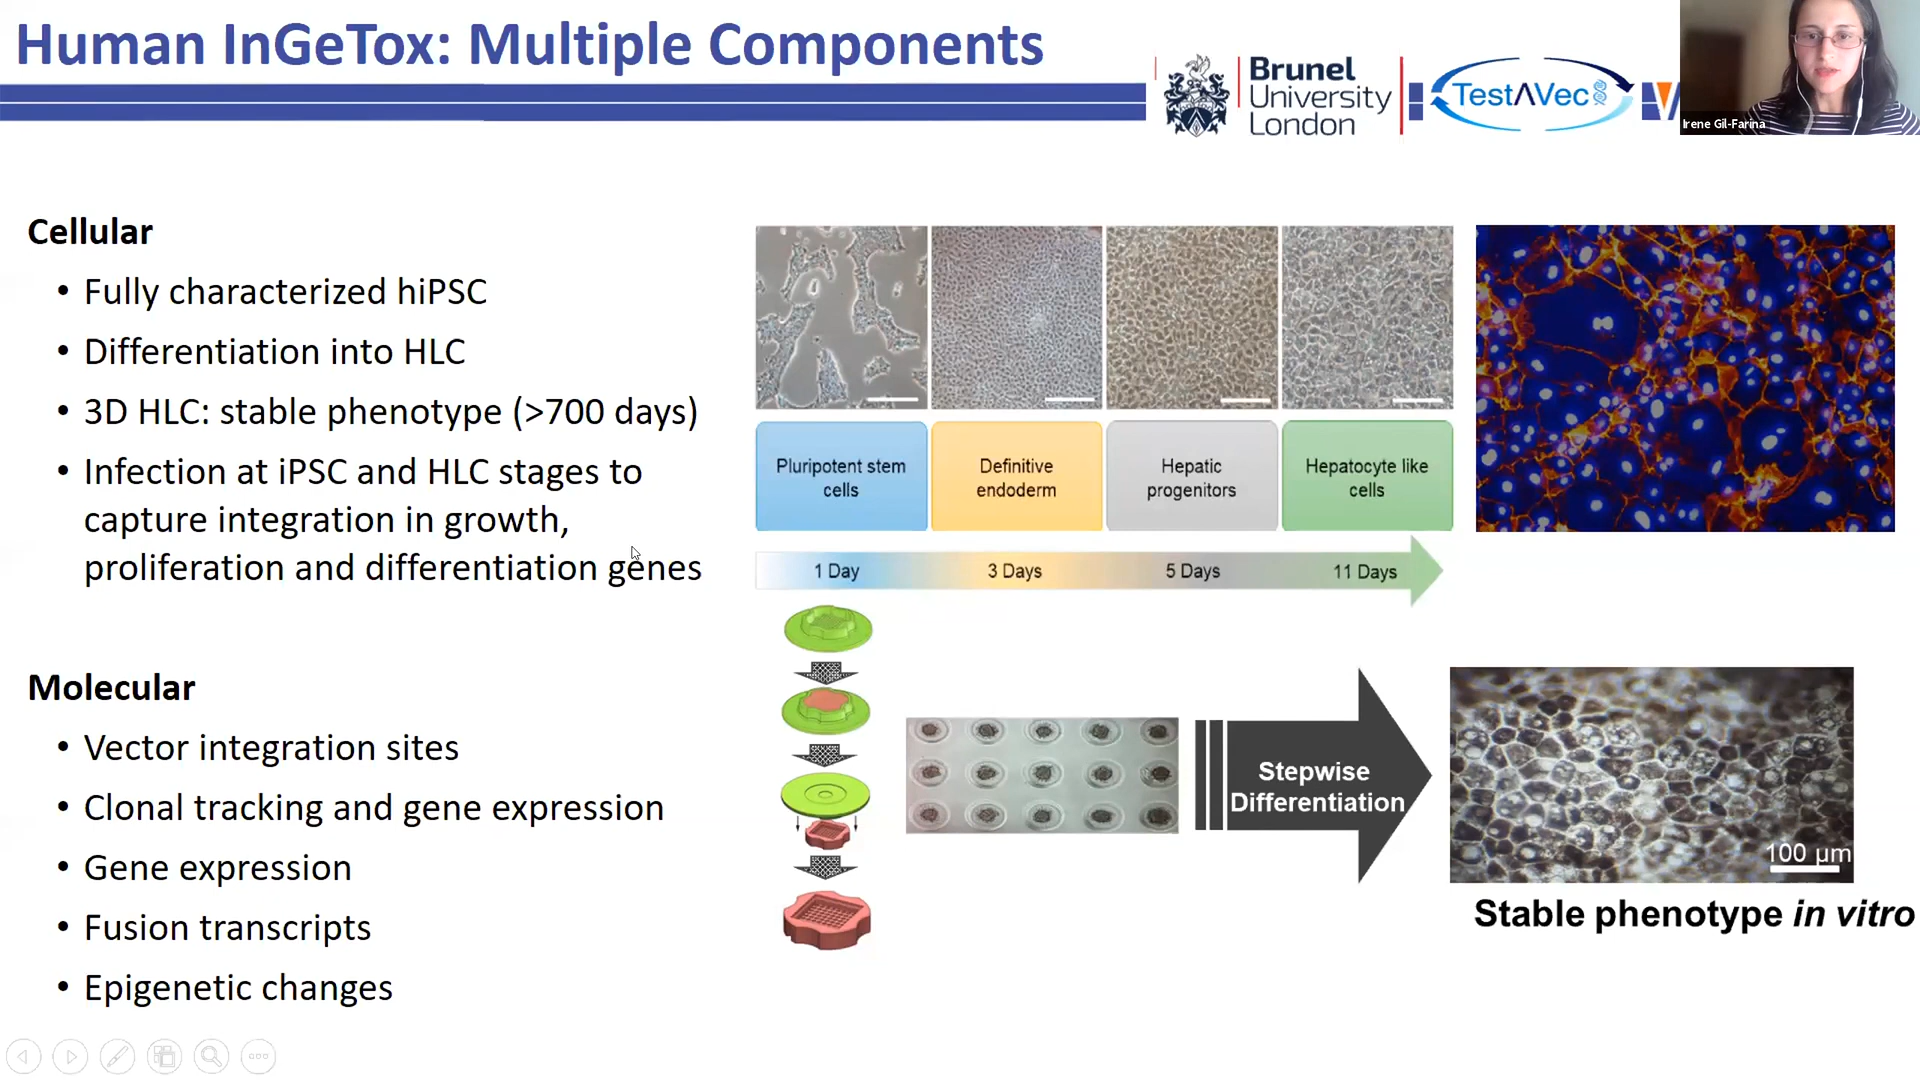 Human InGeTox: Multiple Components
Brunel
University
London
TestΛVec
Irene Gil-Farina
Cellular
• Fully characterized hiPSC
• Differentiation into HLC
• 3D HLC: stable phenotype (>700 days)
• Infection at iPSC and HLC stages to
capture integration in growth,
proliferation and differentiation genes
Molecular
• Vector integration sites
• Clonal tracking and gene expression
• Gene expression
• Fusion transcripts
• Epigenetic changes
Pluripotent stem
cells
Definitive
endoderm
Hepatic
progenitors
Hepatocyte like
cells
1 Day
3 Days
5 Days
11 Days
Stepwise
Differentiation
100 µm
Stable phenotype in vitro